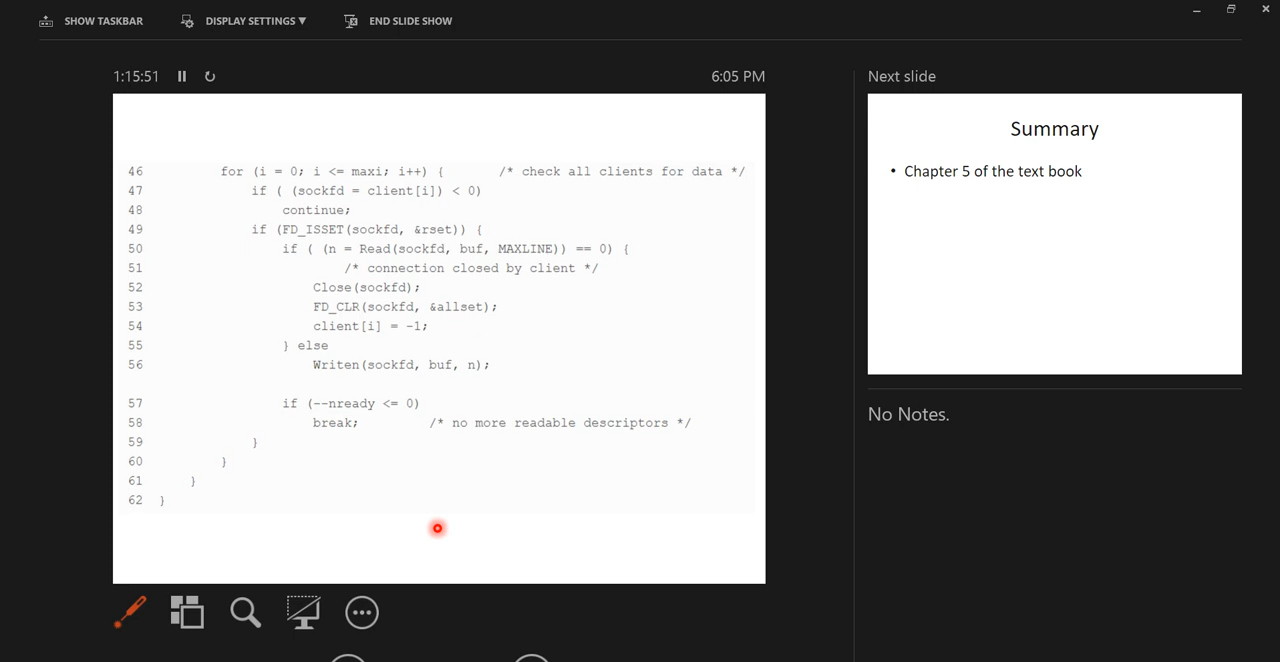 SHOW TASKBAR DISPLAY SETTINGS ▼ END SLIDE SHOW
1:15:51 6:05 PM
46 for (i = 0; i <= maxi; i++) { /* check all clients for data */
47 if ( (sockfd = client[i]) < 0)
48 continue;
49 if (FD_ISSET(sockfd, &rset)) {
50 if ( (n = Read(sockfd, buf, MAXLINE)) == 0) {
51 /* connection closed by client */
52 Close(sockfd);
53 FD_CLR(sockfd, &allset);
54 client[i] = -1;
55 } else
56 Writen(sockfd, buf, n);
57 if (--nready <= 0)
58 break; /* no more readable descriptors */
59 }
60 }
61 }
62 }
Next slide
Summary
• Chapter 5 of the text book
No Notes.